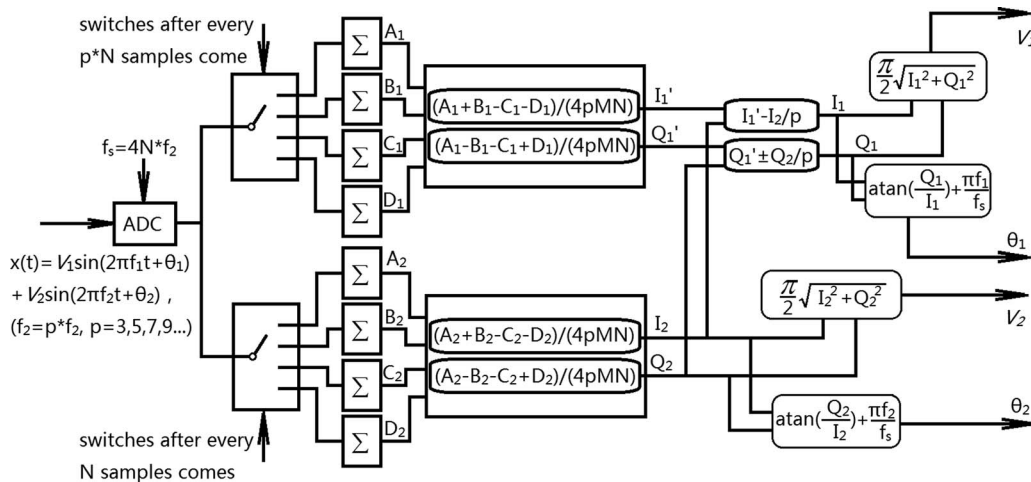 switches after every
p*N samples come
fs=4N*f₂
ADC
x(t)= V₁sin(2πf₁t+θ₁)
+ V₂sin(2πf₂t+θ₂) ,
(f₂=p*f₂, p=3,5,7,9...)
Σ
A₁
Σ
B₁
Σ
C₁
Σ
D₁
(A₁+B₁-C₁-D₁)/(4pMN)
(A₁-B₁-C₁+D₁)/(4pMN)
I₁'
Q₁'
I₁'-I₂/p
Q₁'±Q₂/p
I₁
Q₁
π/2 √(I₁²+Q₁²)
V₁
atan(Q₁/I₁)+πf₁/fs
θ₁
switches after every
N samples comes
Σ
A₂
Σ
B₂
Σ
C₂
Σ
D₂
(A₂+B₂-C₂-D₂)/(4pMN)
(A₂-B₂-C₂+D₂)/(4pMN)
I₂
Q₂
π/2 √(I₂²+Q₂²)
V₂
atan(Q₂/I₂)+πf₂/fs
θ₂